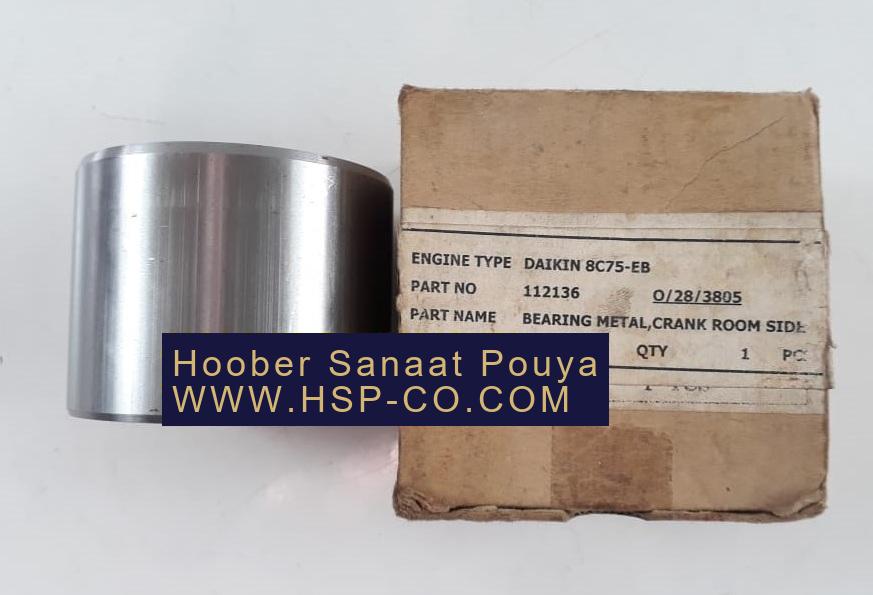 ENGINE TYPE DAIKIN 8C75-EB
PART NO 112136 O/28/3805
PART NAME BEARING METAL,CRANK ROOM SIDE
QTY 1 PC
Hoober Sanaat Pouya
WWW.HSP-CO.COM